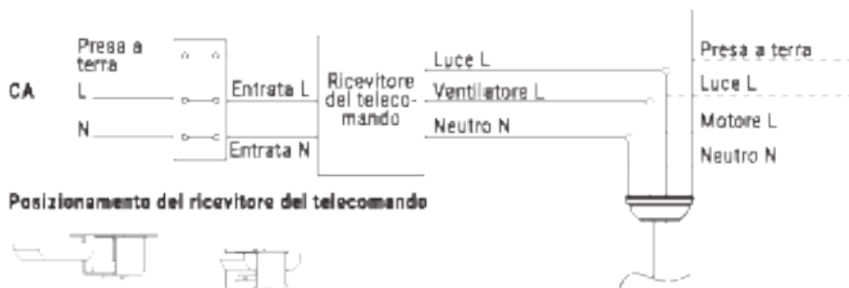 Presa a
terra
CA
L
N
Entrata L
Entrata N
Ricevitore
del teleco-
mando
Luce L
Ventilatore L
Neutro N
Presa a terra
Luce L
Motore L
Neutro N
Posizionamento del ricevitore del telecomando